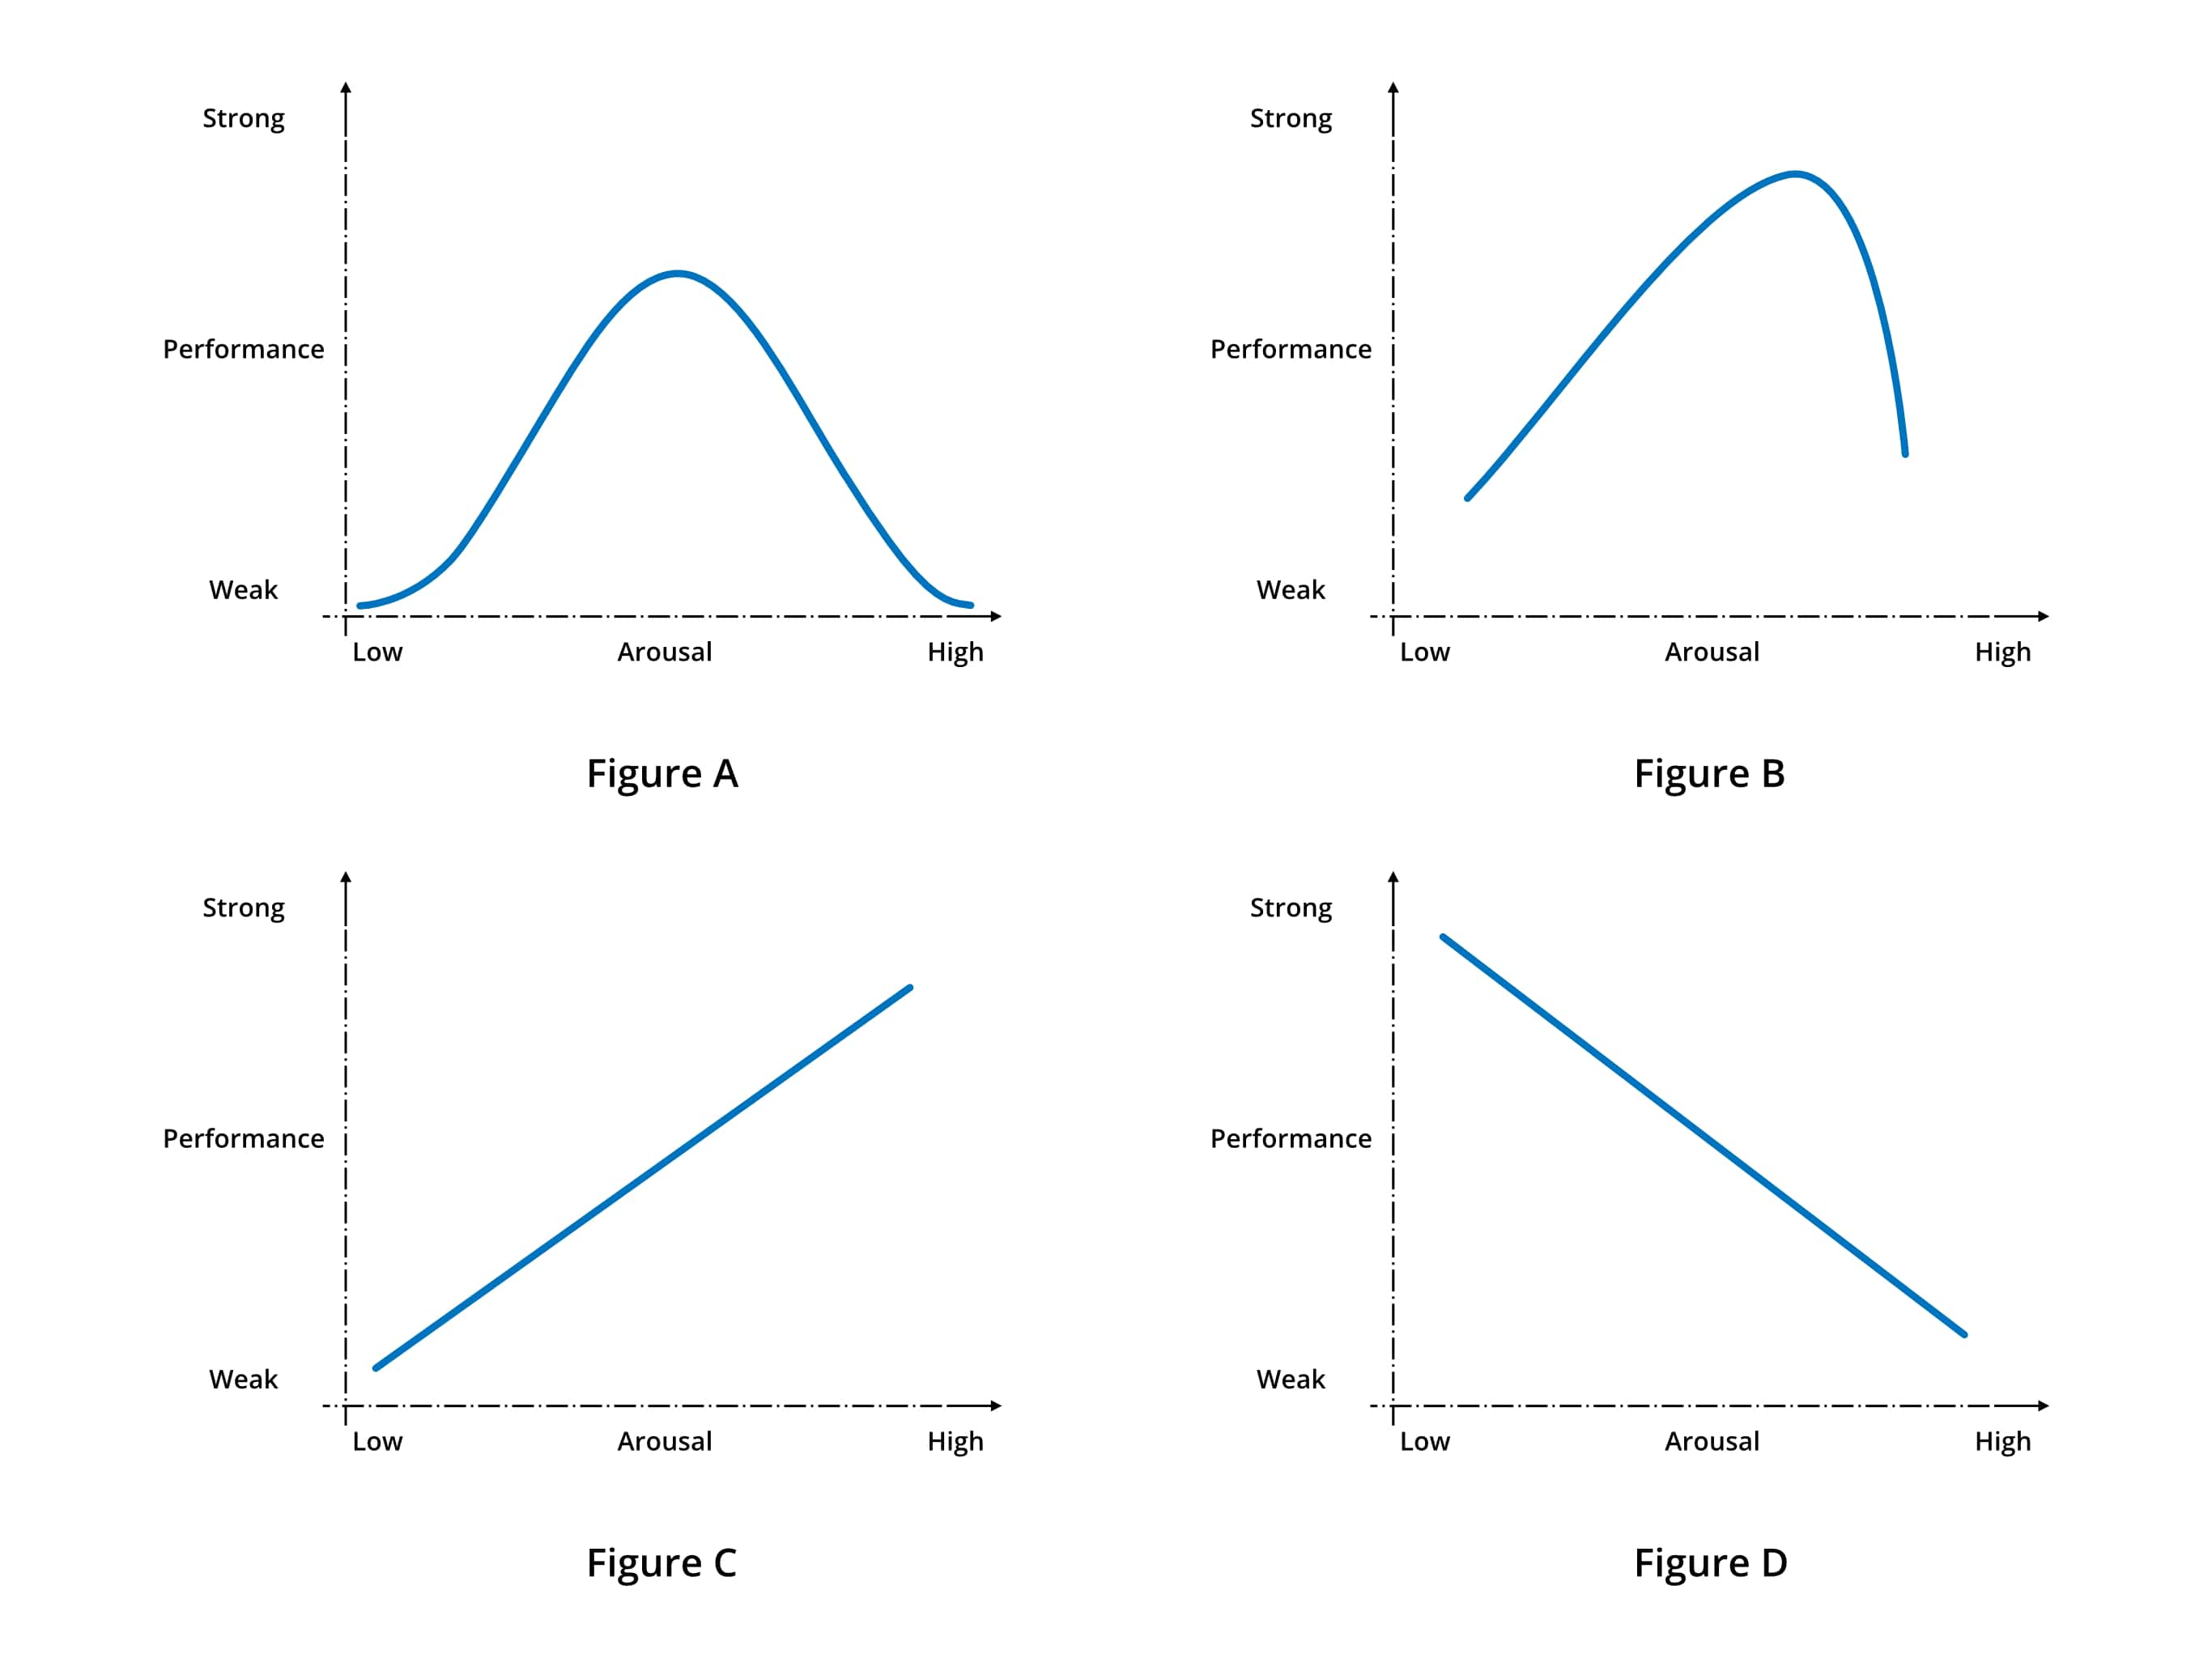 Strong
Performance
Weak
Low Arousal High
Figure A
Strong
Performance
Weak
Low Arousal High
Figure B
Strong
Performance
Weak
Low Arousal High
Figure C
Strong
Performance
Weak
Low Arousal High
Figure D